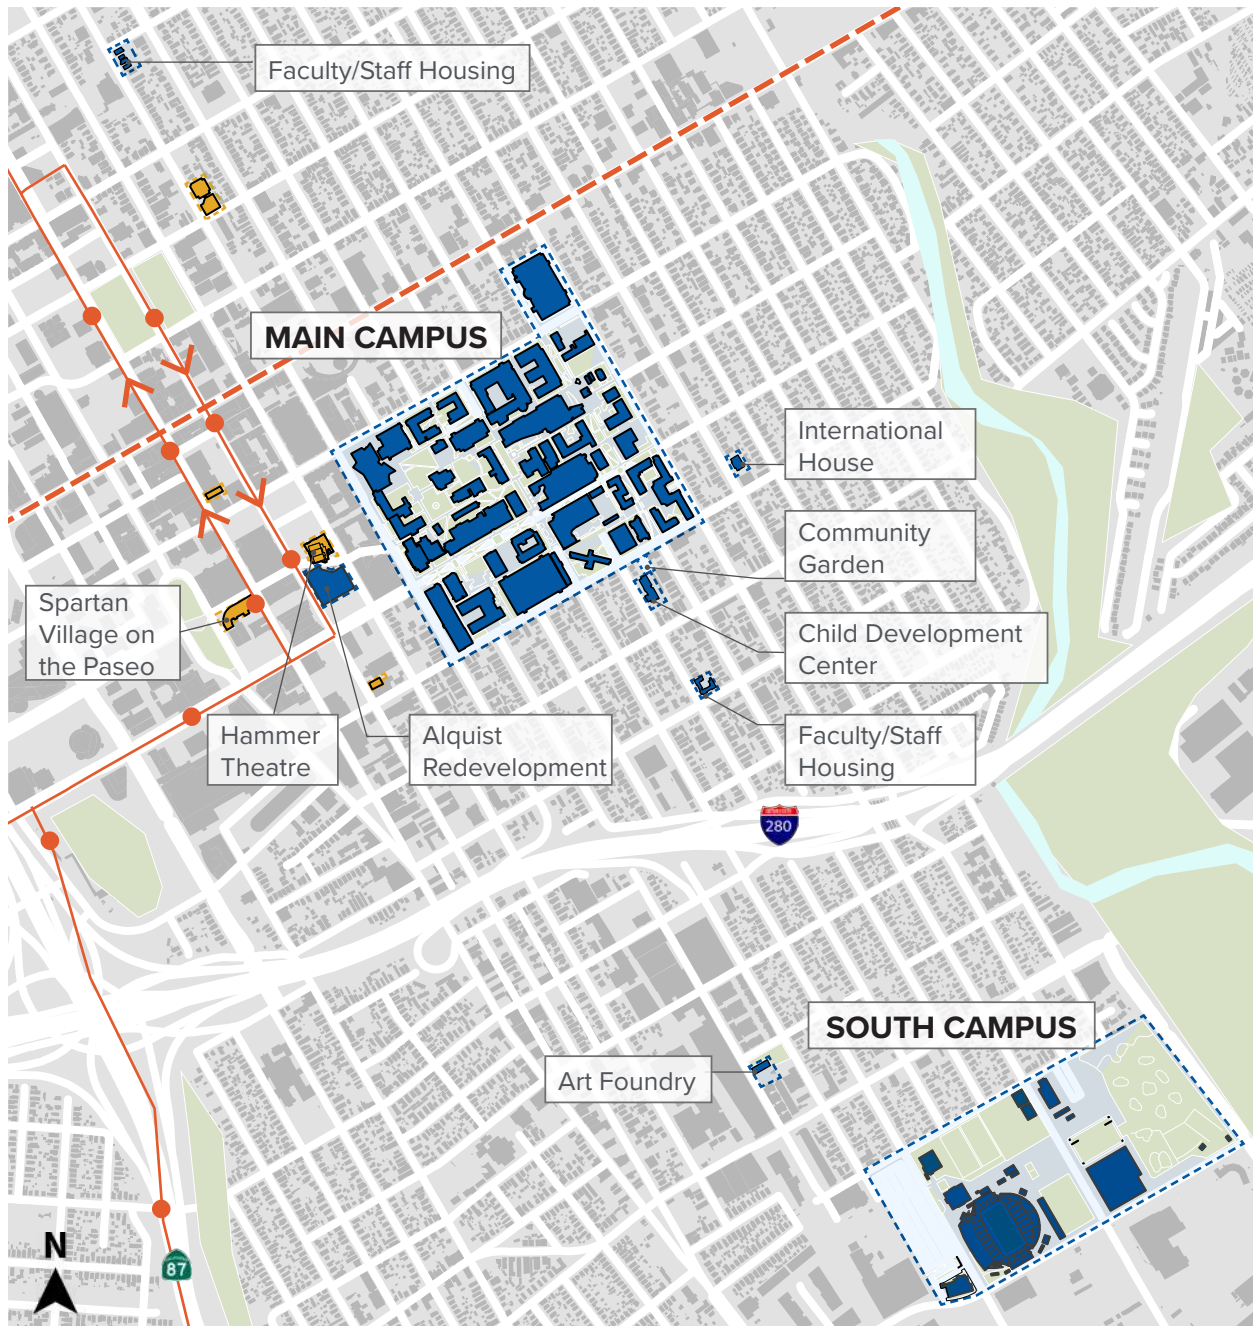 Faculty/Staff Housing
MAIN CAMPUS
International
House
Community
Garden
Spartan
Village on
the Paseo
Child Development
Center
Hammer
Theatre
Alquist
Redevelopment
Faculty/Staff
Housing
280
SOUTH CAMPUS
Art Foundry
N
87